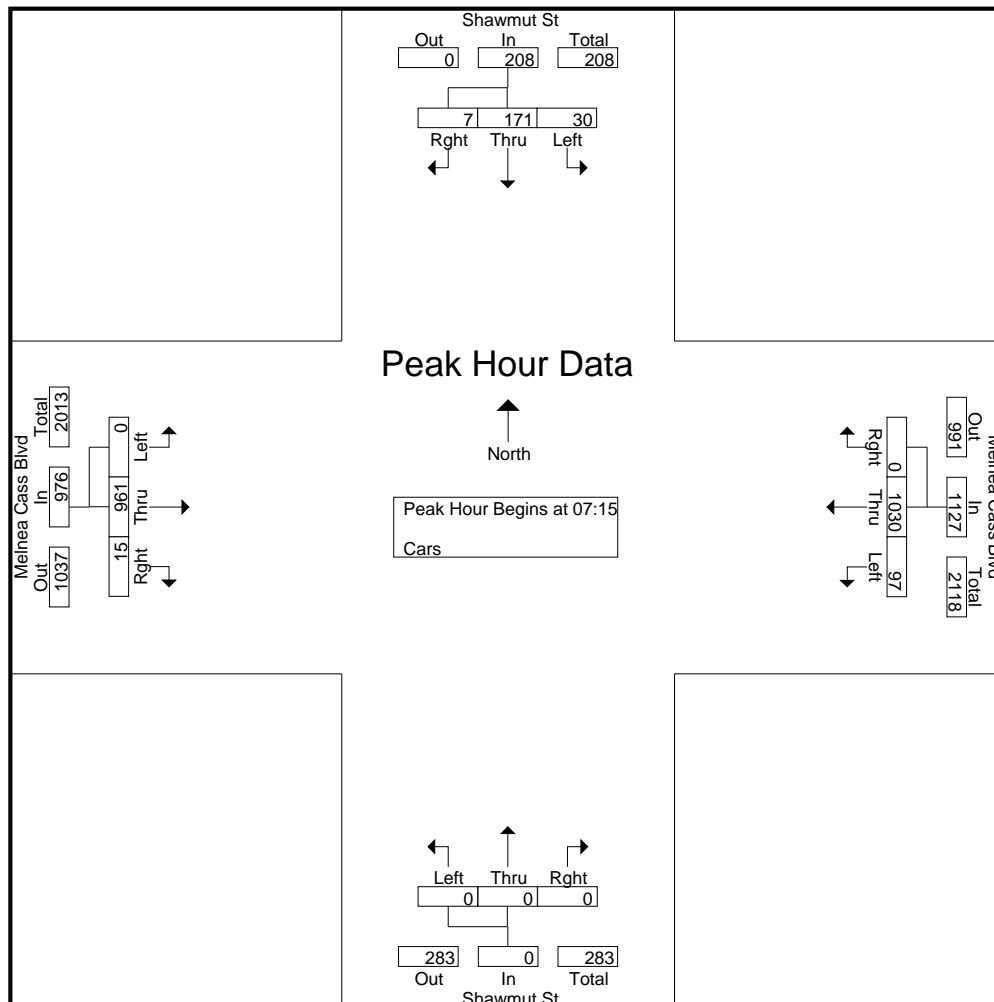 Shawmut St
Out In Total
0 208 208
7 171 30
Rght Thru Left
Peak Hour Data
North
Peak Hour Begins at 07:15
Cars
Melnea Cass Blvd
Out In Total
1037 976 2013
15 961 0
Rght Thru Left
Melnea Cass Blvd
Out In Total
991 1127 2118
0 1030 97
Rght Thru Left
Left Thru Rght
0 0 0
283 0 283
Out In Total
Shawmut St